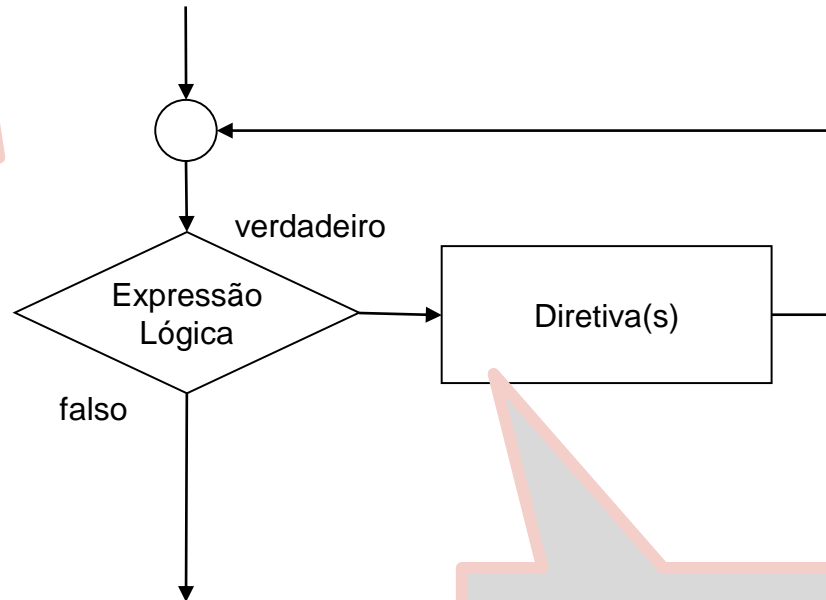 verdadeiro
Expressão
Lógica
Diretiva(s)
falso